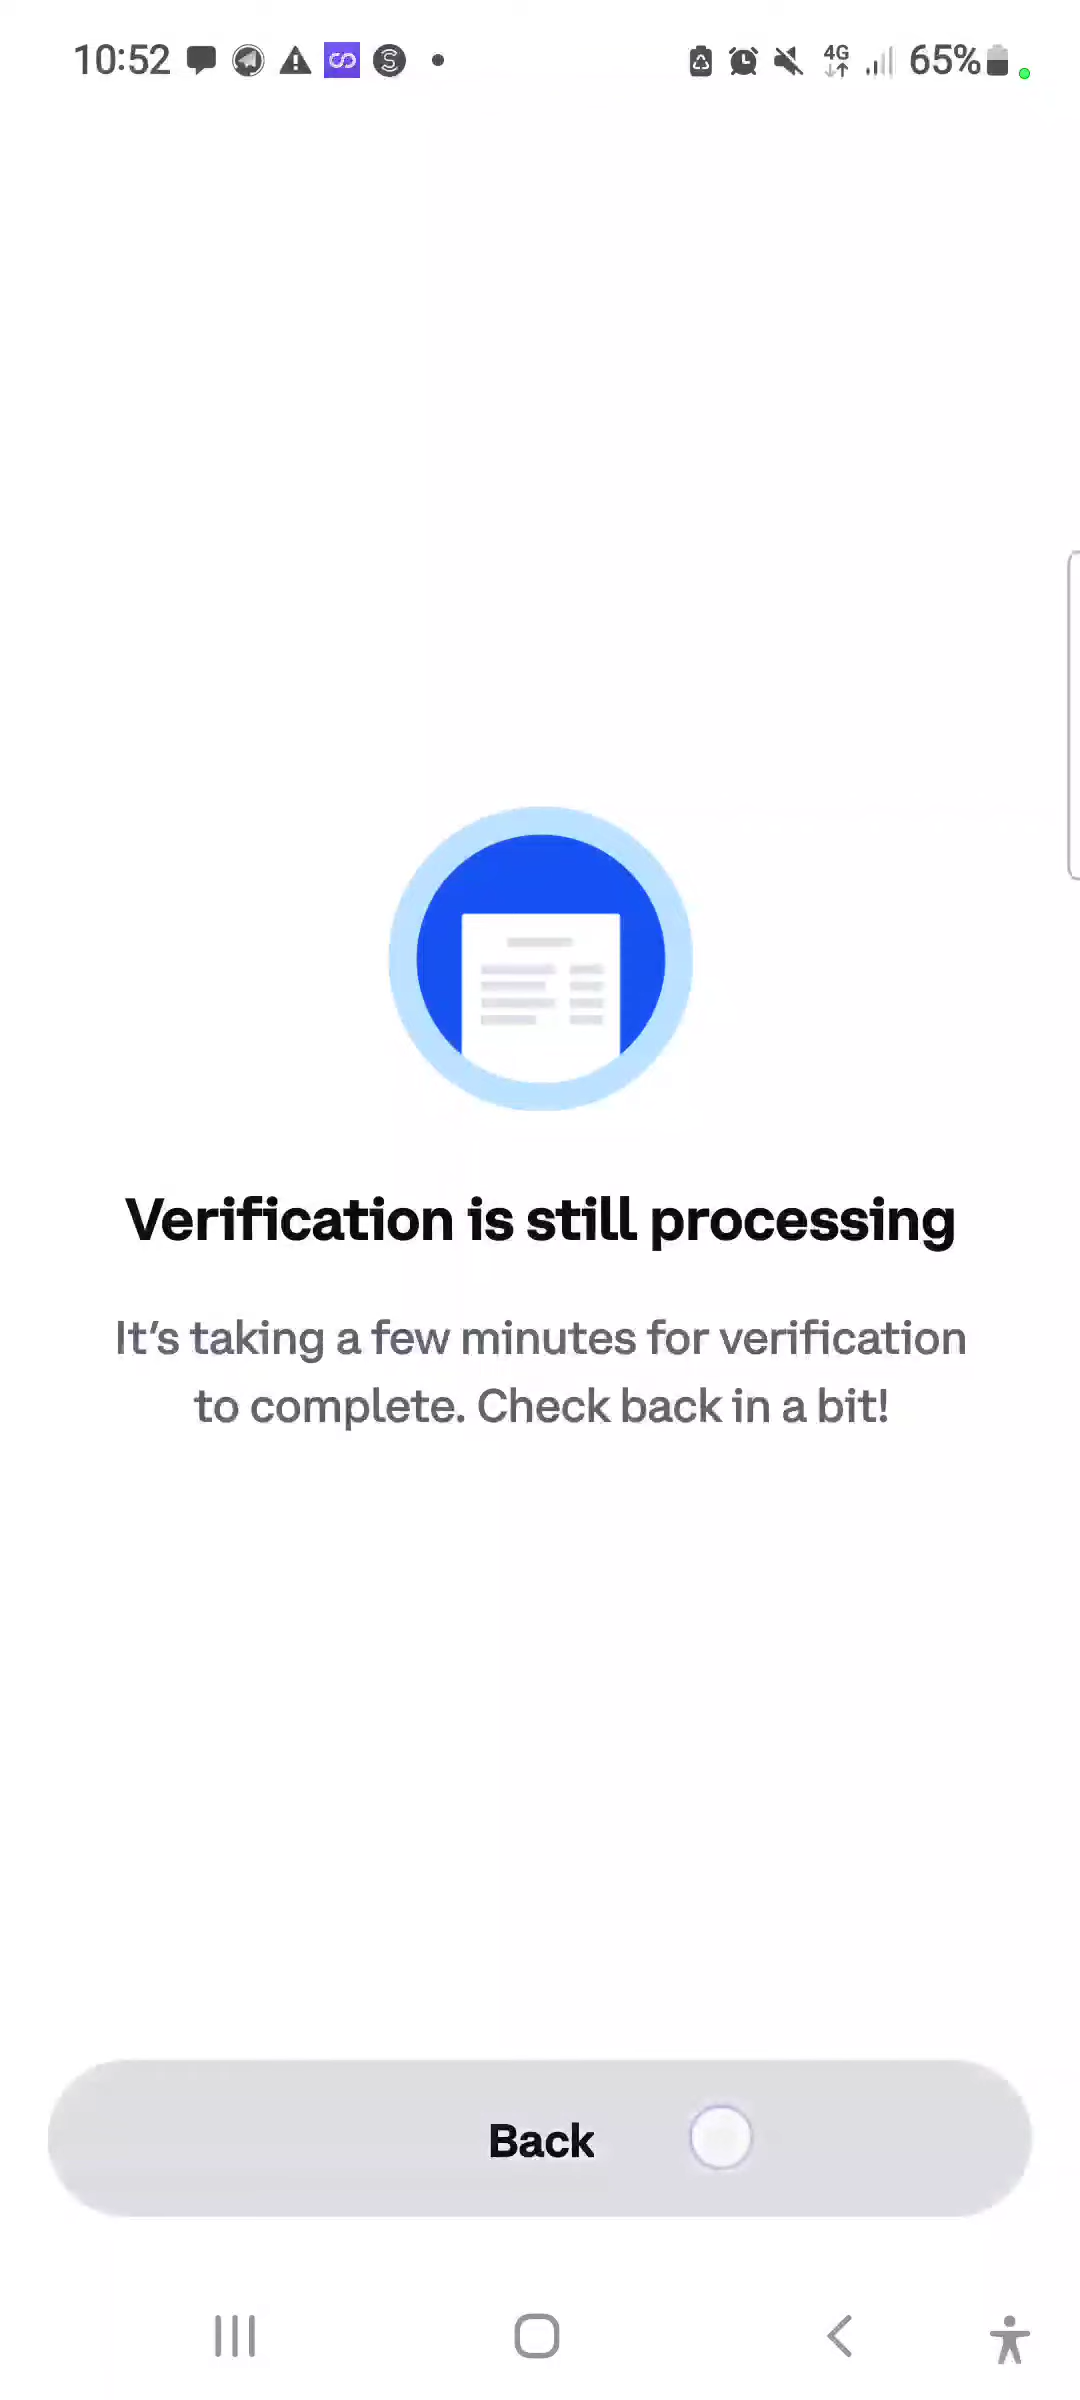 10:52
4G
65%
Verification is still processing
It's taking a few minutes for verification
to complete. Check back in a bit!
Back